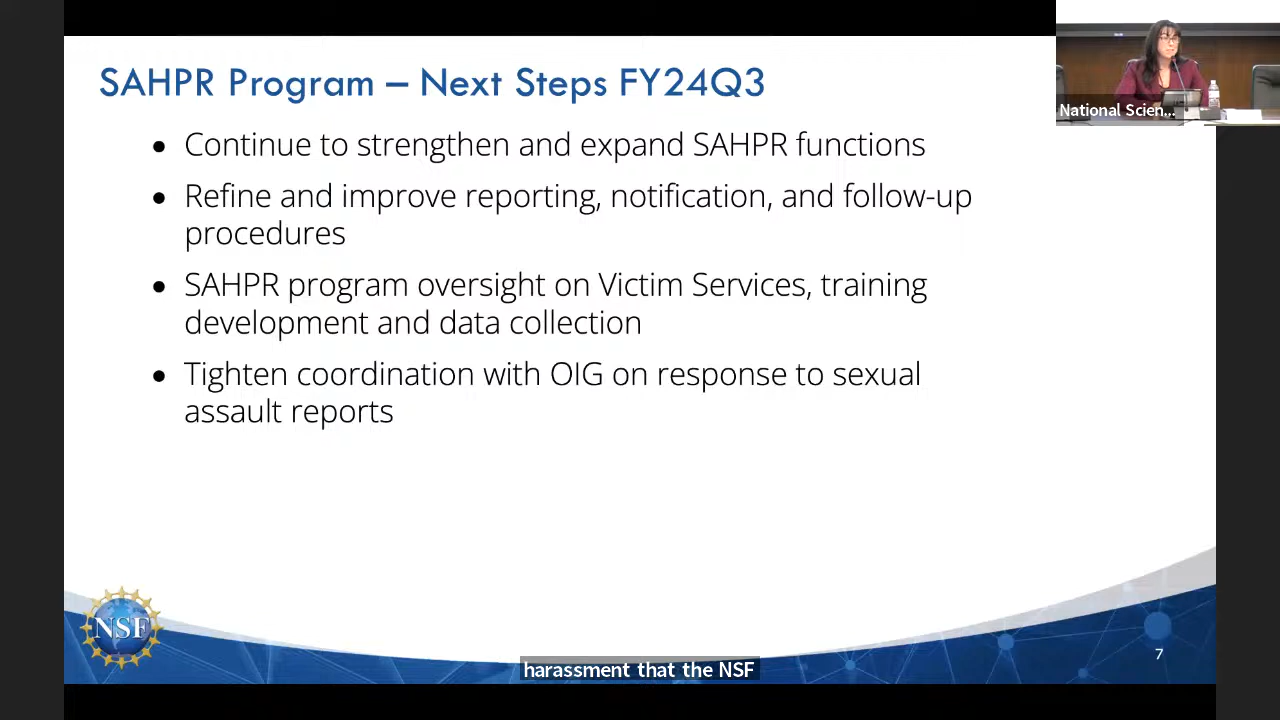 SAHPR Program – Next Steps FY24Q3
National Scien...
• Continue to strengthen and expand SAHPR functions
• Refine and improve reporting, notification, and follow-up
procedures
• SAHPR program oversight on Victim Services, training
development and data collection
• Tighten coordination with OIG on response to sexual
assault reports
NSF
7
harassment that the NSF